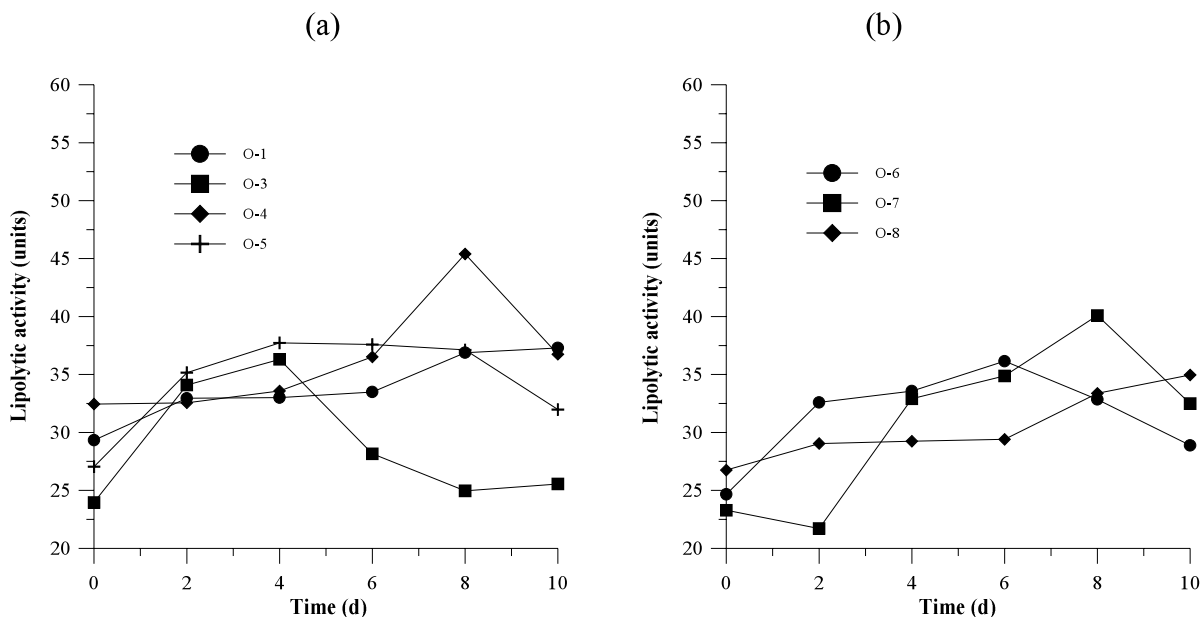 (a)
60
55
50
45
40
35
30
25
20
Lipolytic activity (units)
O-1
O-3
O-4
O-5
0 2 4 6 8 10
Time (d)
(b)
60
55
50
45
40
35
30
25
20
Lipolytic activity (units)
O-6
O-7
O-8
0 2 4 6 8 10
Time (d)